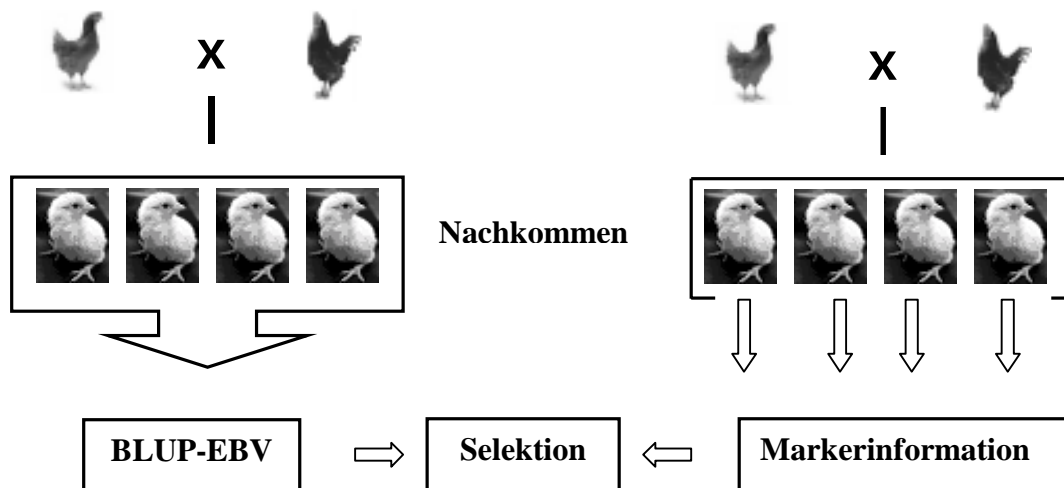 X
X
Nachkommen
BLUP-EBV
Selektion
Markerinformation